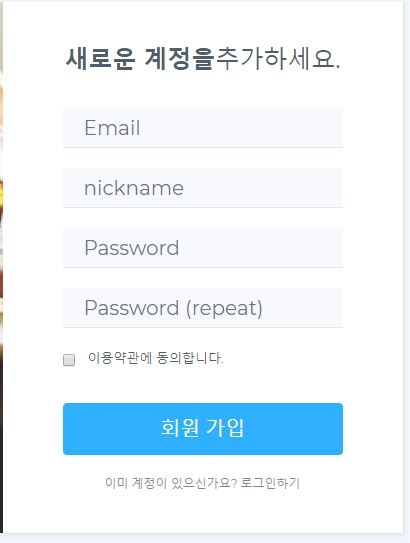 새로운 계정을추가하세요.
Email
nickname
Password
Password (repeat)
이용약관에 동의합니다.
회원 가입
이미 계정이 있으신가요? 로그인하기